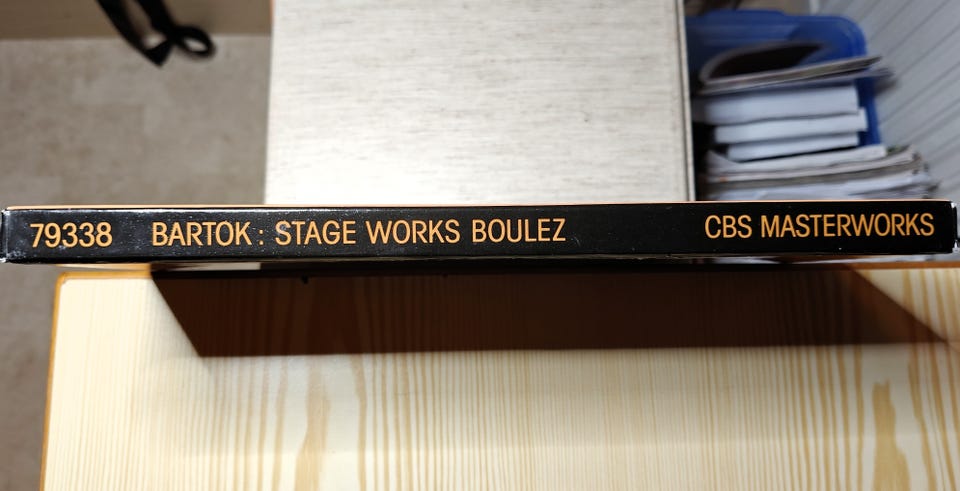 79338 BARTOK: STAGE WORKS BOULEZ CBS MASTERWORKS